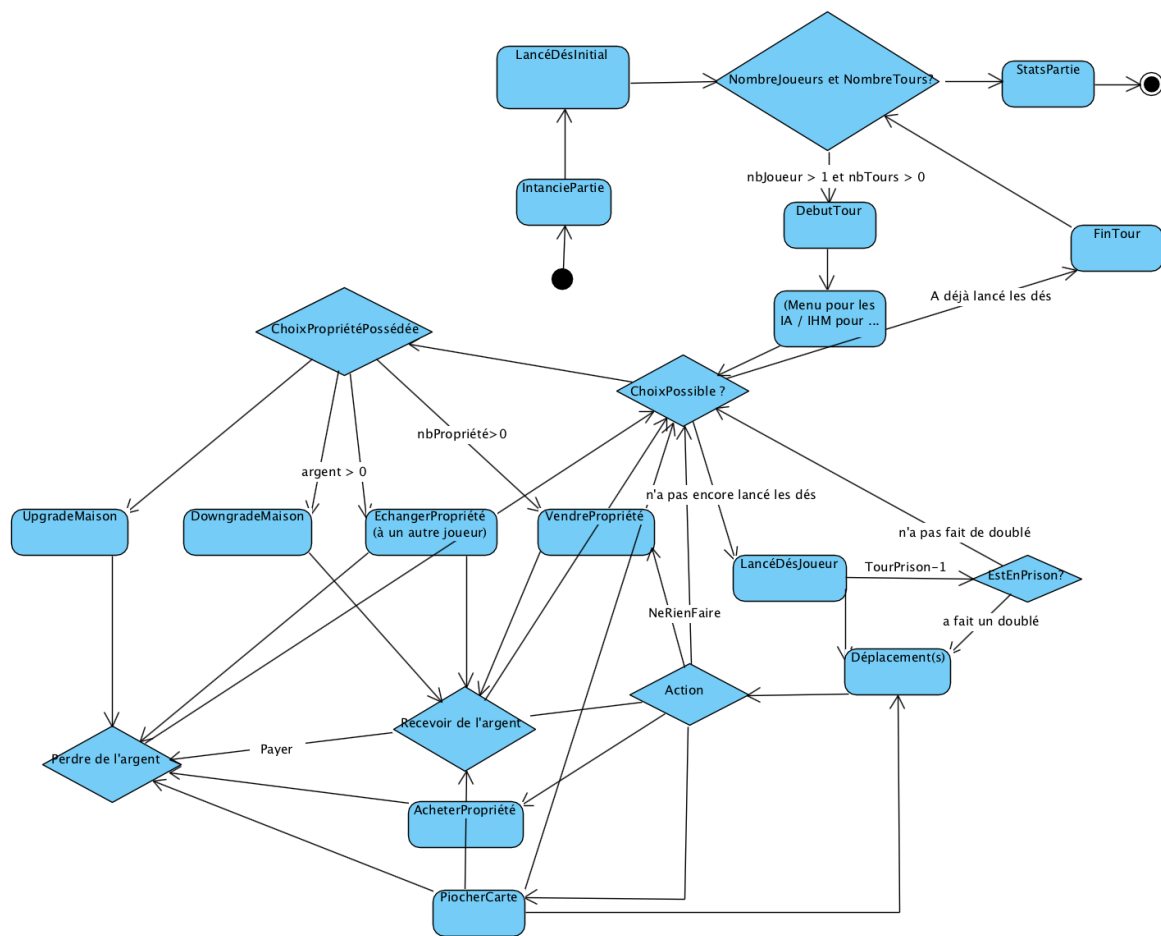 LancéDésInitial
NombreJoueurs et NombreTours?
StatsPartie
nbJoueur > 1 et nbTours > 0
IntanciePartie
DebutTour
FinTour
A déjà lancé les dés
(Menu pour les
IA / IHM pour ...
ChoixPropriétéPossédée
ChoixPossible ?
nbPropriété>0
argent > 0
n'a pas encore lancé les dés
UpgradeMaison
DowngradeMaison
EchangerPropriété
(à un autre joueur)
VendrePropriété
n'a pas fait de doublé
LancéDésJoueur
TourPrison-1
EstEnPrison?
NeRienFaire
a fait un doublé
Déplacement(s)
Action
Recevoir de l'argent
Payer
Perdre de l'argent
AcheterPropriété
PiocherCarte